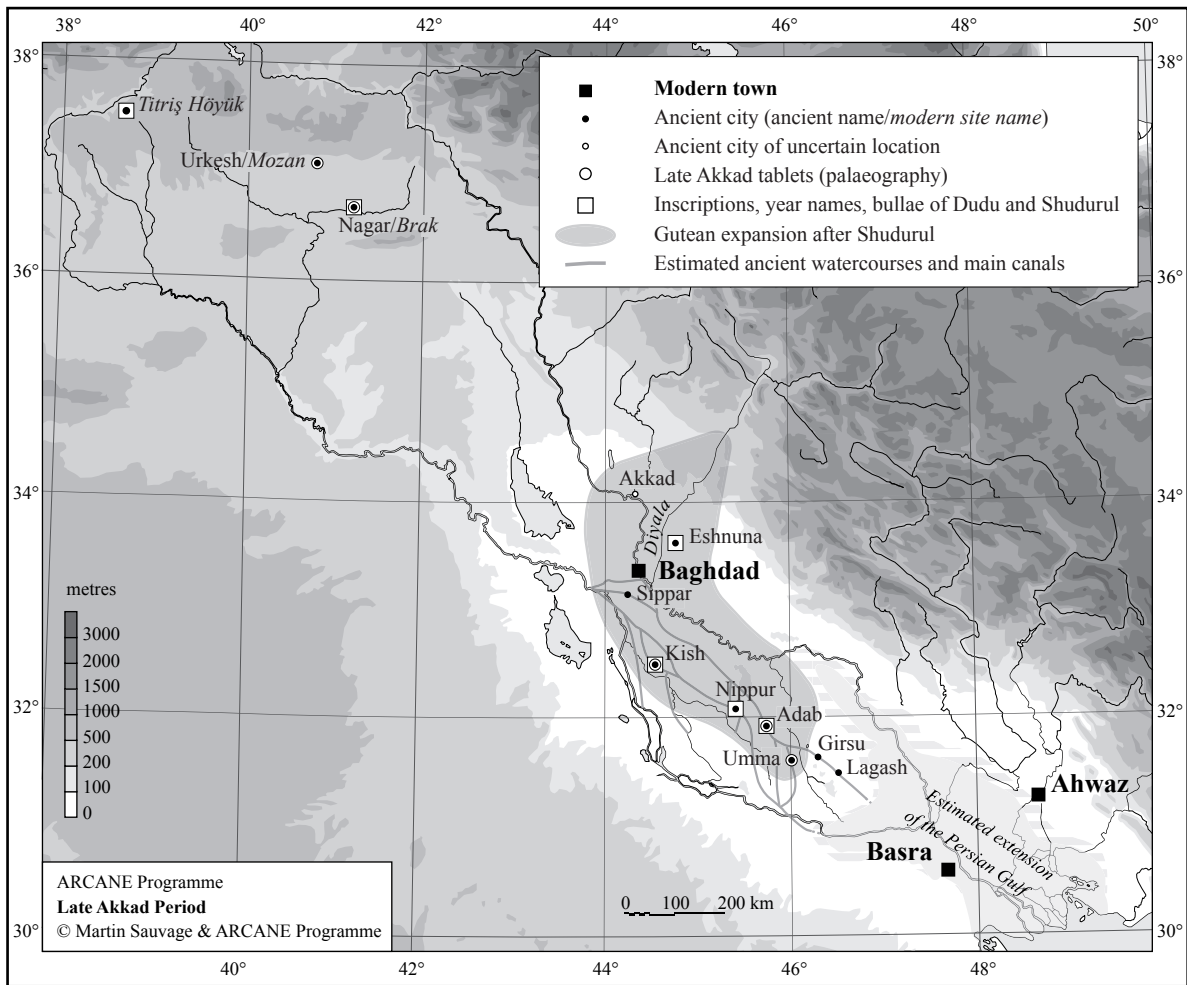 38° 40° 42° 44° 46° 48° 50°
38° 38°
36° 36°
34° 34°
32° 32°
30° 30°
40° 42° 44° 46° 48°
Modern town
Ancient city (ancient name/modern site name)
Ancient city of uncertain location
Late Akkad tablets (palaeography)
Inscriptions, year names, bullae of Dudu and Shudurul
Gutean expansion after Shudurul
Estimated ancient watercourses and main canals
Titriş Höyük
Urkesh/Mozan
Nagar/Brak
Akkad
Diyala
Eshnuna
Baghdad
Sippar
Kish
Nippur
Adab
Umma
Girsu
Lagash
Ahwaz
Basra
Estimated extension
of the Persian Gulf
metres
3000
2000
1500
1000
500
200
100
0
0 100 200 km
ARCANE Programme
Late Akkad Period
© Martin Sauvage & ARCANE Programme